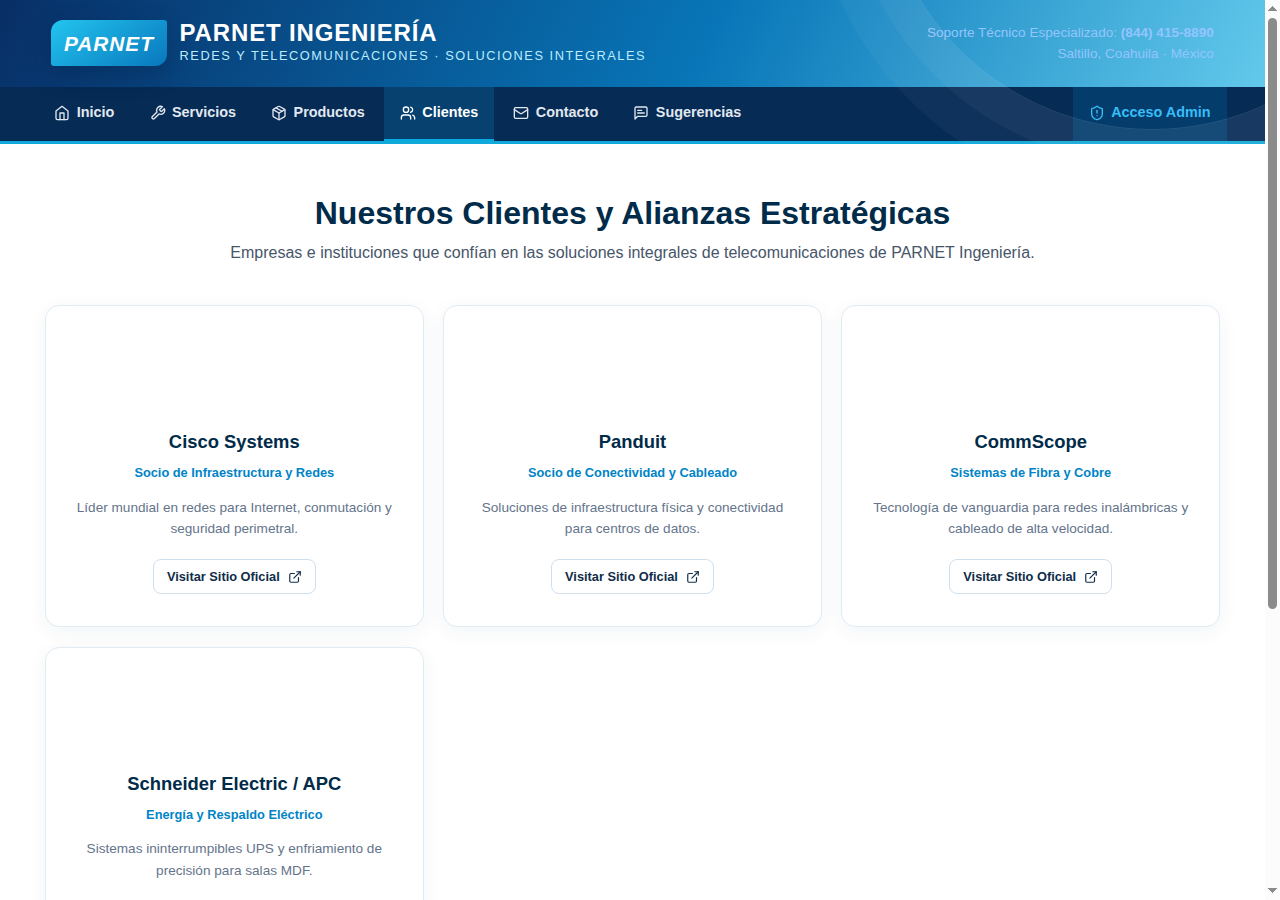 PARNET
PARNET INGENIERÍA
REDES Y TELECOMUNICACIONES · SOLUCIONES INTEGRALES
Soporte Técnico Especializado: (844) 415-8890
Saltillo, Coahuila · México
Inicio
Servicios
Productos
Clientes
Contacto
Sugerencias
Acceso Admin
Nuestros Clientes y Alianzas Estratégicas
Empresas e instituciones que confían en las soluciones integrales de telecomunicaciones de PARNET Ingeniería.
Cisco Systems
Socio de Infraestructura y Redes
Líder mundial en redes para Internet, conmutación y
seguridad perimetral.
Visitar Sitio Oficial
Panduit
Socio de Conectividad y Cableado
Soluciones de infraestructura física y conectividad
para centros de datos.
Visitar Sitio Oficial
CommScope
Sistemas de Fibra y Cobre
Tecnología de vanguardia para redes inalámbricas y
cableado de alta velocidad.
Visitar Sitio Oficial
Schneider Electric / APC
Energía y Respaldo Eléctrico
Sistemas ininterrumpibles UPS y enfriamiento de
precisión para salas MDF.